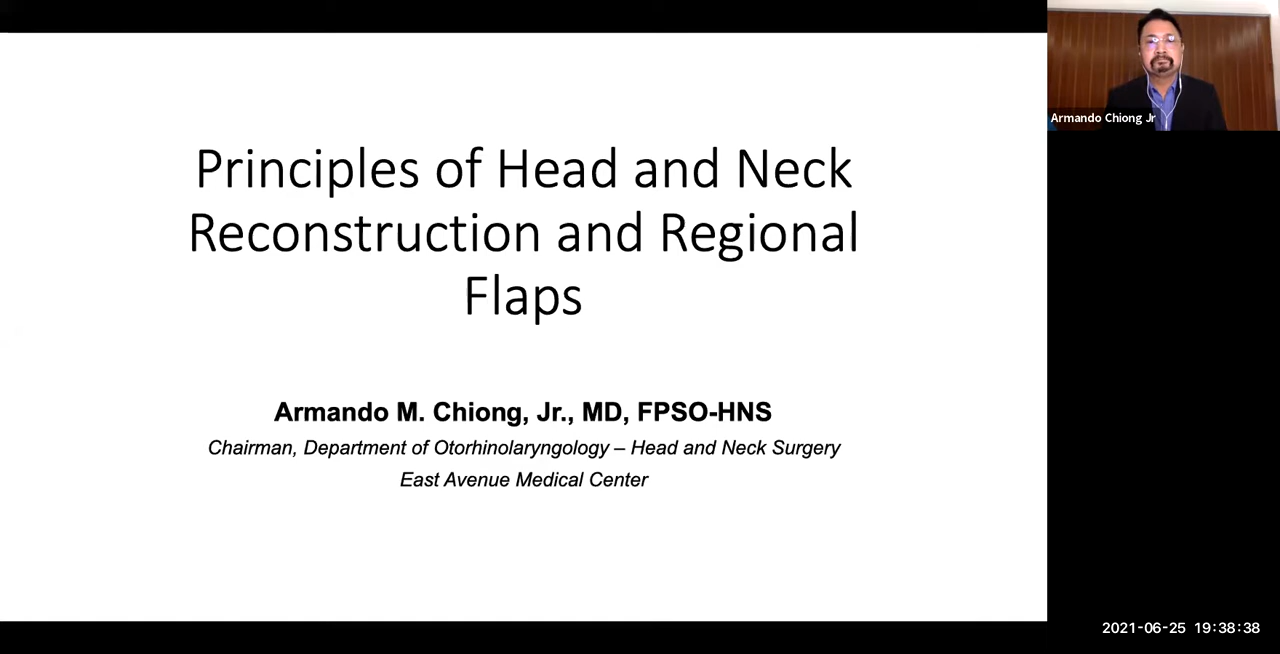 Principles of Head and Neck
Reconstruction and Regional
Flaps
Armando M. Chiong, Jr., MD, FPSO-HNS
Chairman, Department of Otorhinolaryngology – Head and Neck Surgery
East Avenue Medical Center
Armando Chiong Jr
2021-06-25 19:38:38